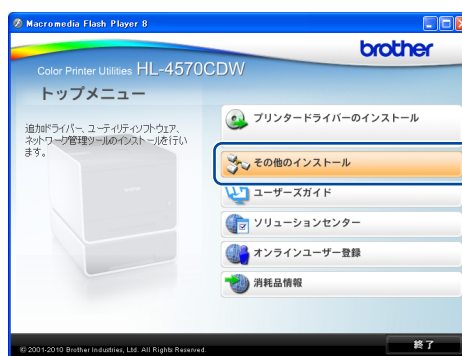 Macromedia Flash Player 8
brother
Color Printer Utilities HL-4570CDW
トップメニュー
追加ドライバー、ユーティリティソフトウェア、
ネットワーク管理ツールのインストールを行い
ます。
プリンタードライバーのインストール
その他のインストール
ユーザーズガイド
ソリューションセンター
オンラインユーザー登録
消耗品情報
© 2001-2010 Brother Industries, Ltd. All Rights Reserved.
終了